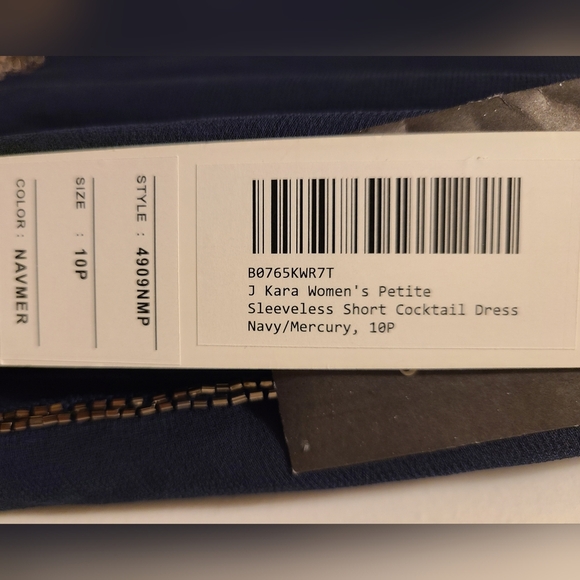 STYLE : 4909NMP
SIZE : 10P
COLOR : NAVMER
B0765KWR7T
J Kara Women's Petite
Sleeveless Short Cocktail Dress
Navy/Mercury, 10P